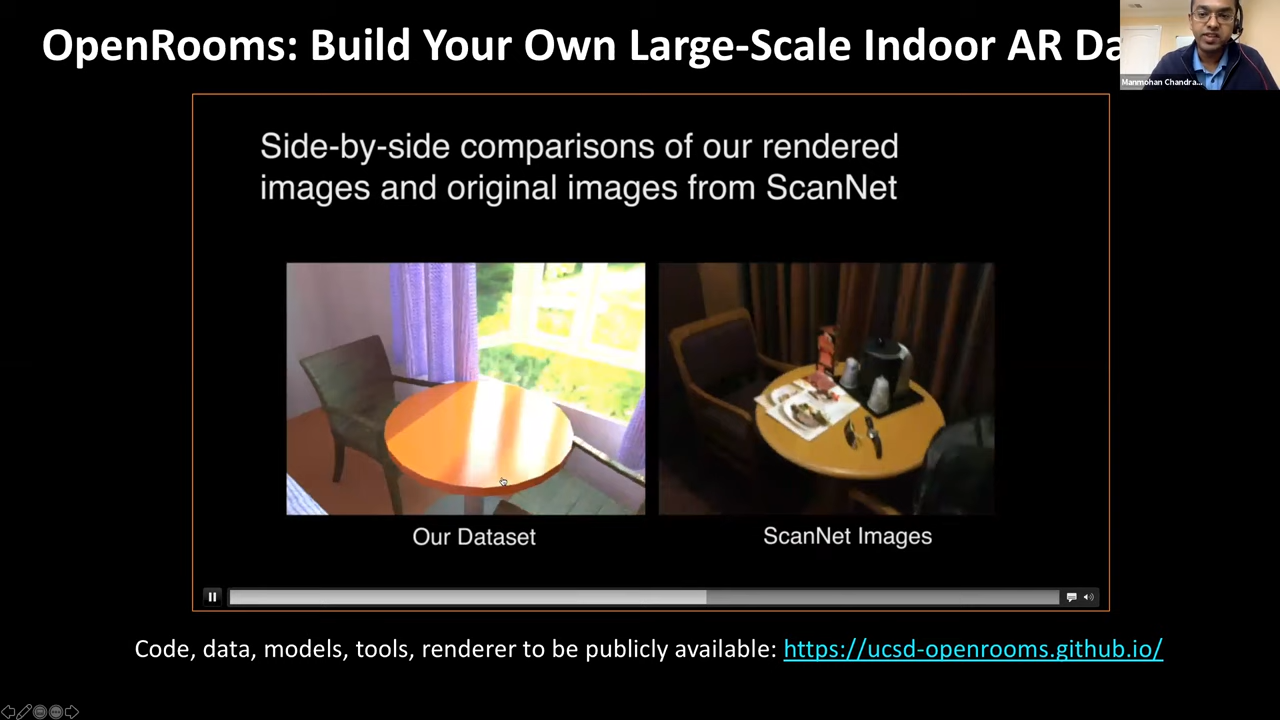 OpenRooms: Build Your Own Large-Scale Indoor AR Da
Manmohan Chandra...
Side-by-side comparisons of our rendered
images and original images from ScanNet
Our Dataset
ScanNet Images
Code, data, models, tools, renderer to be publicly available: https://ucsd-openrooms.github.io/